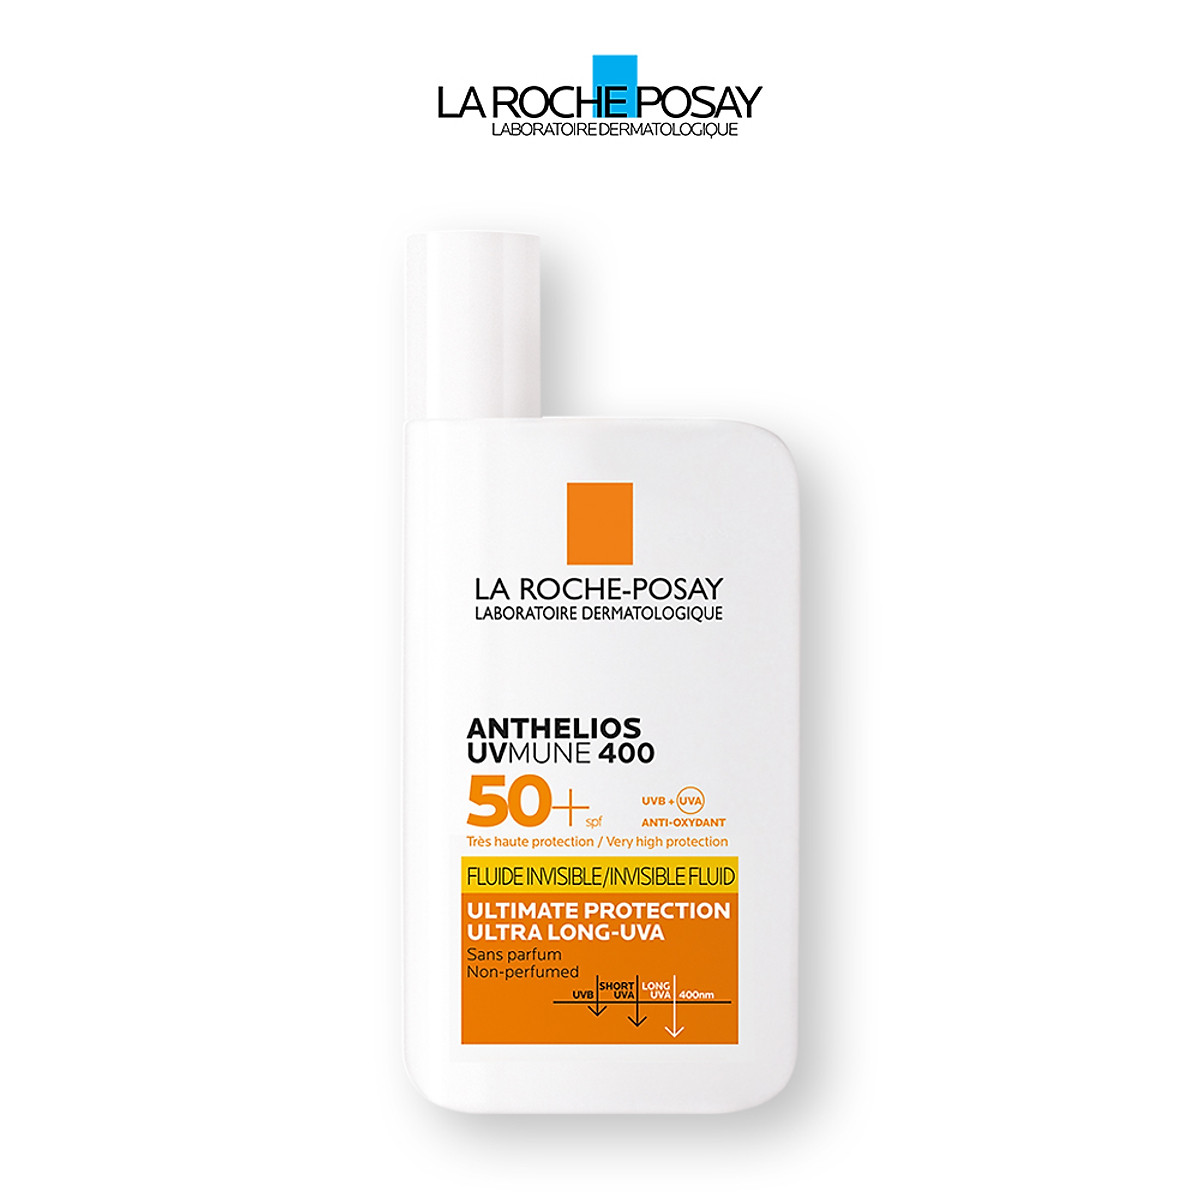 LA ROCHE POSAY
LABORATOIRE DERMATOLOGIQUE
LA ROCHE-POSAY
LABORATOIRE DERMATOLOGIQUE
ANTHELIOS
UVMUNE 400
50+ spf
UVB + UVA
ANTI-OXYDANT
Très haute protection / Very high protection
FLUIDE INVISIBLE/INVISIBLE FLUID
ULTIMATE PROTECTION
ULTRA LONG-UVA
Sans parfum
Non-perfumed
UVB SHORT UVA LONG UVA 400nm